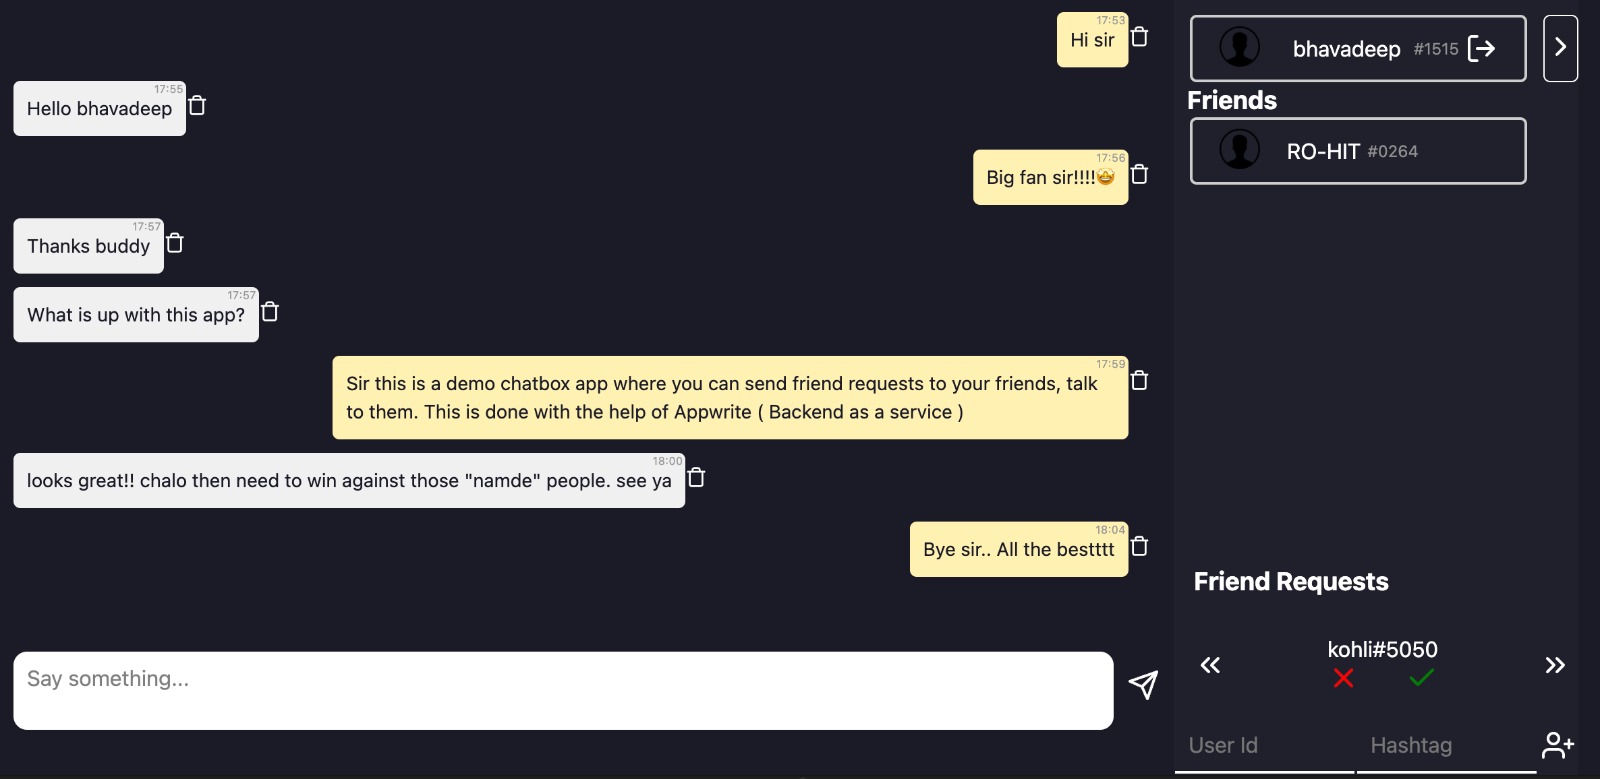 17:53
Hi sir
17:55
Hello bhavadeep
17:56
Big fan sir!!!!🤩
17:57
Thanks buddy
17:57
What is up with this app?
17:59
Sir this is a demo chatbox app where you can send friend requests to your friends, talk
to them. This is done with the help of Appwrite ( Backend as a service )
18:00
looks great!! chalo then need to win against those "namde" people. see ya
18:04
Bye sir.. All the bestttt
Say something...
bhavadeep #1515
Friends
RO-HIT #0264
Friend Requests
kohli#5050
User Id
Hashtag